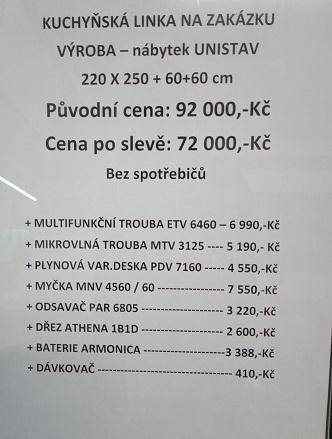 KUCHYŇSKÁ LINKA NA ZAKÁZKU
VÝROBA – nábytek UNISTAV
220 X 250 + 60+60 cm
Původní cena: 92 000,-Kč
Cena po slevě: 72 000,-Kč
Bez spotřebičů
+ MULTIFUNKČNÍ TROUBA ETV 6460 – 6 990,-Kč
+ MIKROVLNÁ TROUBA MTV 3125 ---- 5 190,- Kč
+ PLYNOVÁ VAR.DESKA PDV 7160 ----- 4 550,-Kč
+ MYČKA MNV 4560 / 60 ----------------- 7 550,-Kč
+ ODSAVAČ PAR 6805 -------------------- 3 220,-Kč
+ DŘEZ ATHENA 1B1D -------------------- 2 600,-Kč
+ BATERIE ARMONICA --------------------3 388,-Kč
+ DÁVKOVAČ -------------------------------- 410,-Kč